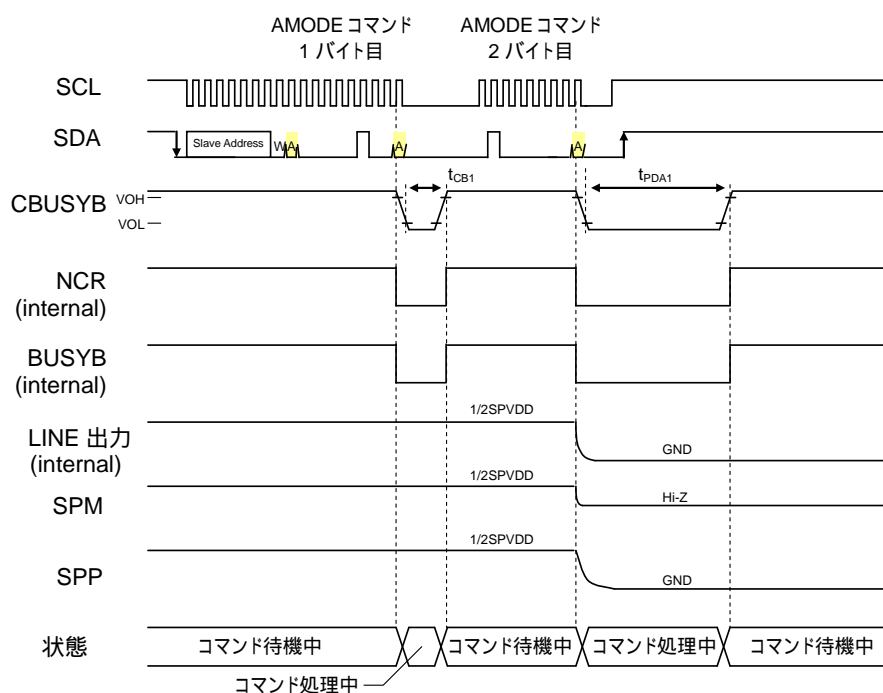 AMODE コマンド
1 バイト目
AMODE コマンド
2 バイト目
SCL
SDA
Slave Address
W
A
A
A
CBUSYB
VOH
VOL
tCB1
tPDA1
NCR
(internal)
BUSYB
(internal)
LINE 出力
(internal)
1/2SPVDD
GND
SPM
1/2SPVDD
Hi-Z
SPP
1/2SPVDD
GND
状態
コマンド待機中
コマンド待機中
コマンド処理中
コマンド待機中
コマンド処理中